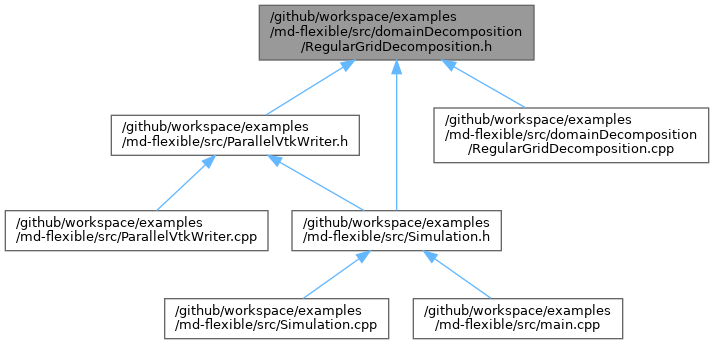 /github/workspace/examples
/md-flexible/src/domainDecomposition
/RegularGridDecomposition.h
/github/workspace/examples
/md-flexible/src/ParallelVtkWriter.h
/github/workspace/examples
/md-flexible/src/domainDecomposition
/RegularGridDecomposition.cpp
/github/workspace/examples
/md-flexible/src/ParallelVtkWriter.cpp
/github/workspace/examples
/md-flexible/src/Simulation.h
/github/workspace/examples
/md-flexible/src/Simulation.cpp
/github/workspace/examples
/md-flexible/src/main.cpp